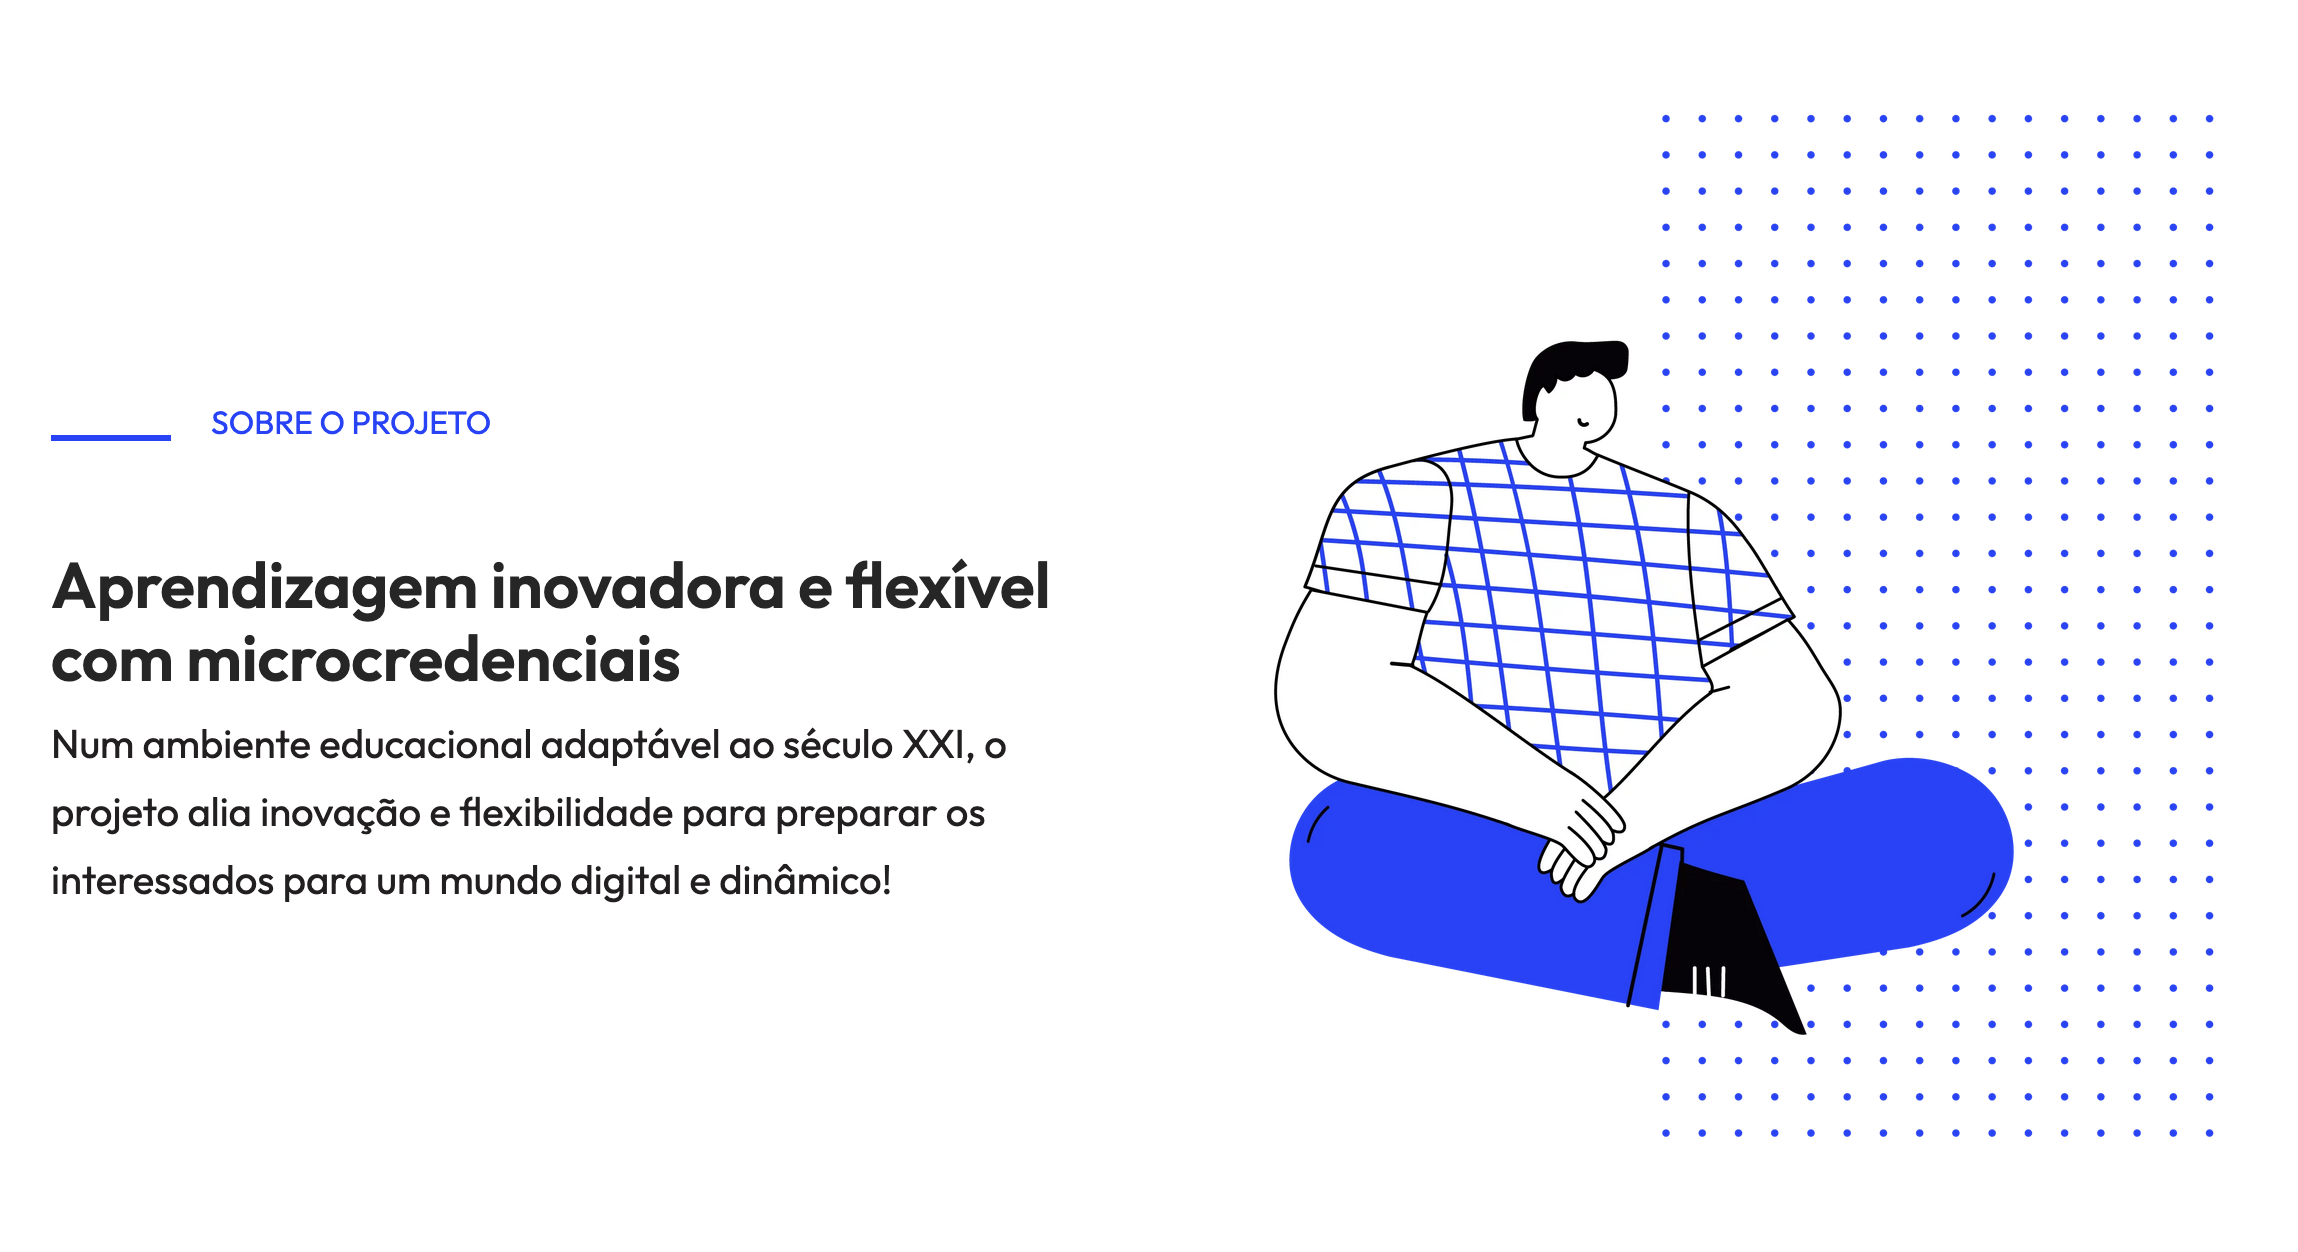 SOBRE O PROJETO
Aprendizagem inovadora e flexível
com microcredenciais
Num ambiente educacional adaptável ao século XXI, o
projeto alia inovação e flexibilidade para preparar os
interessados para um mundo digital e dinâmico!